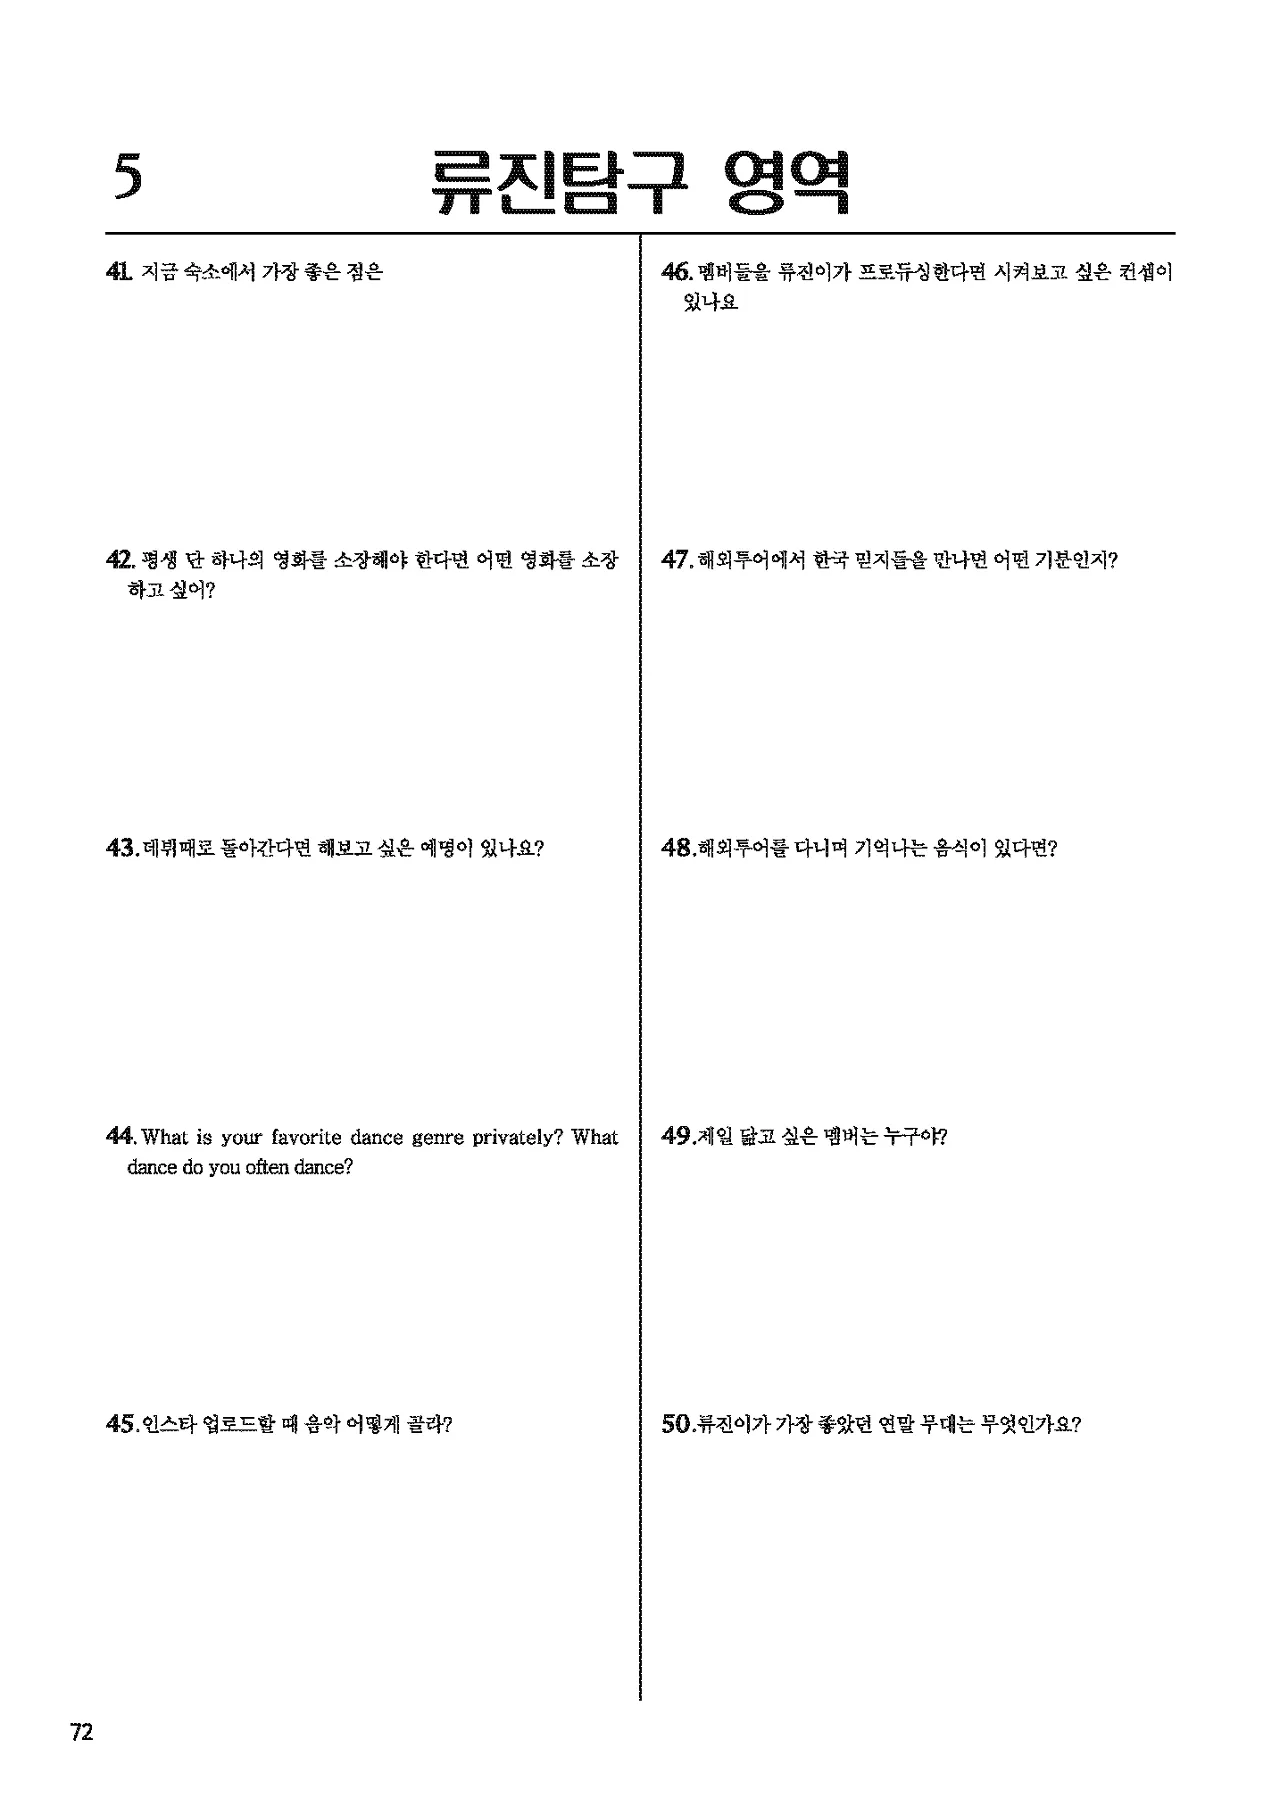 5
류진탐구 영역
41. 지금 숙소에서 가장 좋은 점은
42. 평생 단 하나의 영화를 소장해야 한다면 어떤 영화를 소장
하고 싶어?
43.데뷔때로 돌아간다면 해보고 싶은 예명이 있나요?
44.What is your favorite dance genre privately? What
dance do you often dance?
45.인스타 업로드할 때 음악 어떻게 골라?
46.멤버들을 류진이가 프로듀싱한다면 시켜보고 싶은 컨셉이
있나요
47.해외투어에서 한국 믿지들을 만나면 어떤 기분인지?
48.해외투어를 다니며 기억나는 음식이 있다면?
49.제일 닮고 싶은 멤버는 누구야?
50.류진이가 가장 좋았던 연말 무대는 무엇인가요?
72